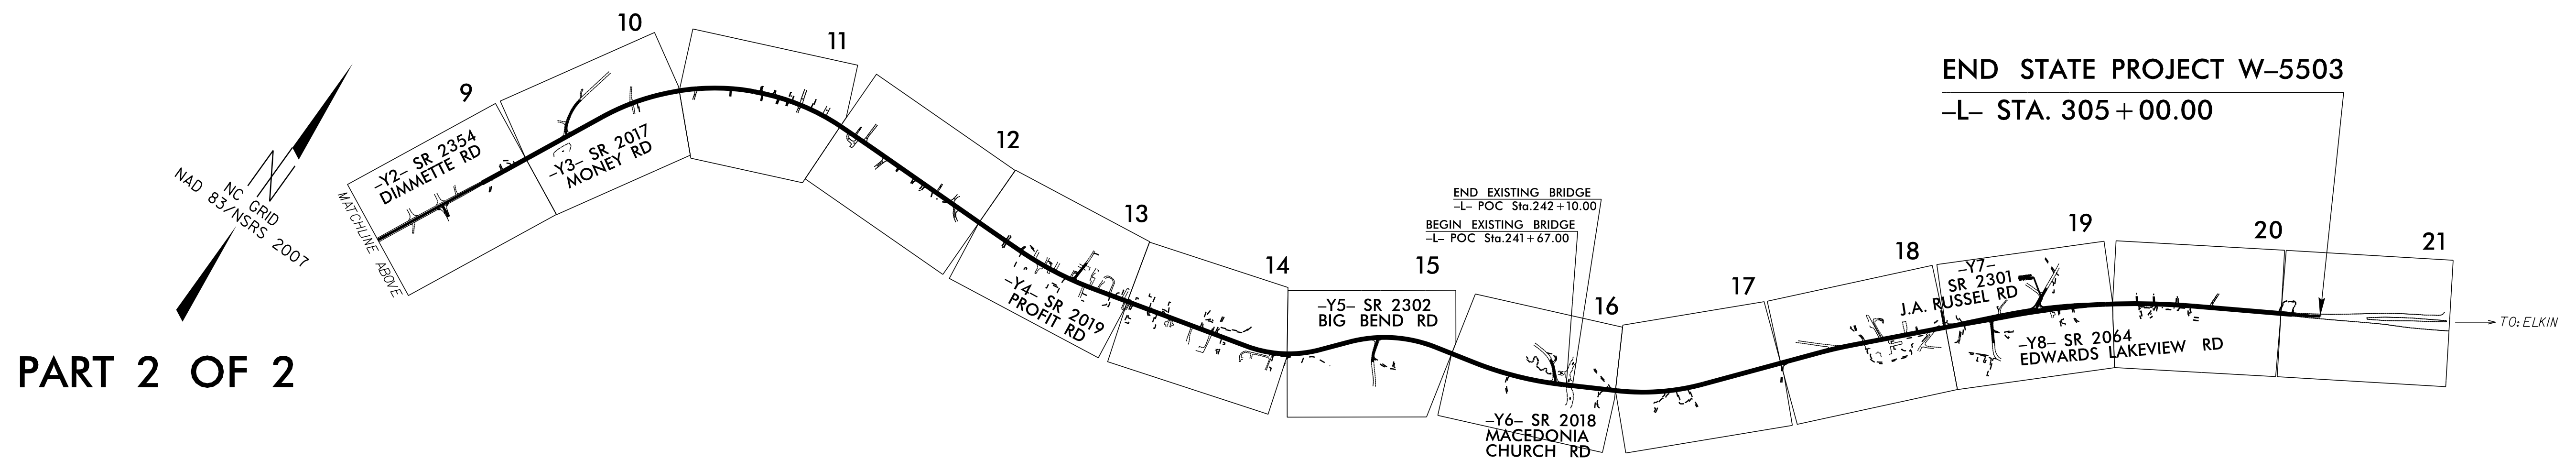 9
10
11
12
13
14
15
16
17
18
19
20
21
END STATE PROJECT W–5503
–L– STA. 305+00.00
NC GRID
NAD 83/NSRS 2007
MATCHLINE ABOVE
–Y2– SR 2354
DIMMETTE RD
–Y3– SR 2017
MONEY RD
–Y4– SR 2019
PROFIT RD
–Y5– SR 2302
BIG BEND RD
END EXISTING BRIDGE
–L– POC Sta.242+10.00
BEGIN EXISTING BRIDGE
–L– POC Sta.241+67.00
–Y6– SR 2018
MACEDONIA
CHURCH RD
–Y7–
SR 2301
J.A. RUSSEL RD
–Y8– SR 2064
EDWARDS LAKEVIEW RD
TO: ELKIN
PART 2 OF 2